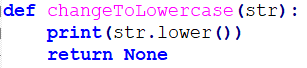 def changeToLowercase(str):
    print(str.lower())
    return None